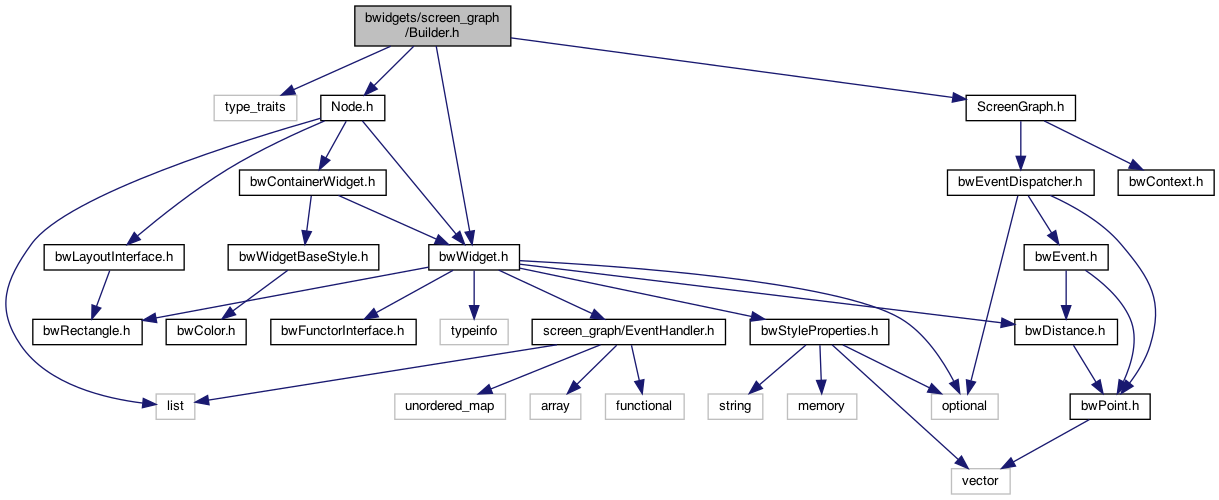 bwidgets/screen_graph
/Builder.h
type_traits
Node.h
ScreenGraph.h
bwContainerWidget.h
bwEventDispatcher.h
bwContext.h
bwLayoutInterface.h
bwWidgetBaseStyle.h
bwWidget.h
bwEvent.h
bwRectangle.h
bwColor.h
bwFunctorInterface.h
typeinfo
screen_graph/EventHandler.h
bwStyleProperties.h
bwDistance.h
list
unordered_map
array
functional
string
memory
optional
bwPoint.h
vector